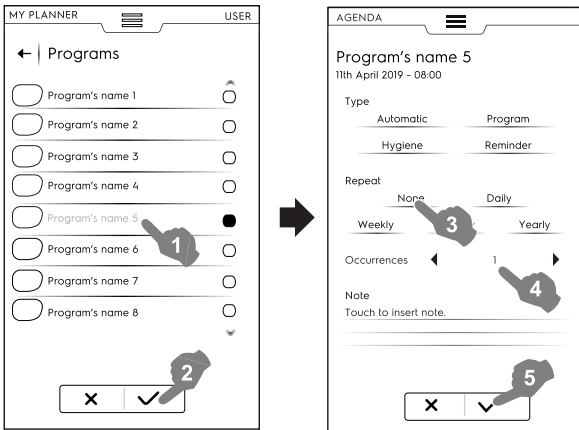 MY PLANNER USER
Programs
Program's name 1
Program's name 2
Program's name 3
Program's name 4
Program's name 5
Program's name 6
Program's name 7
Program's name 8
1
2
AGENDA
Program's name 5
11th April 2019 - 08:00
Type
Automatic Program
Hygiene Reminder
Repeat
None Daily
Weekly Yearly
3
Occurrences 1
4
Note
Touch to insert note.
5